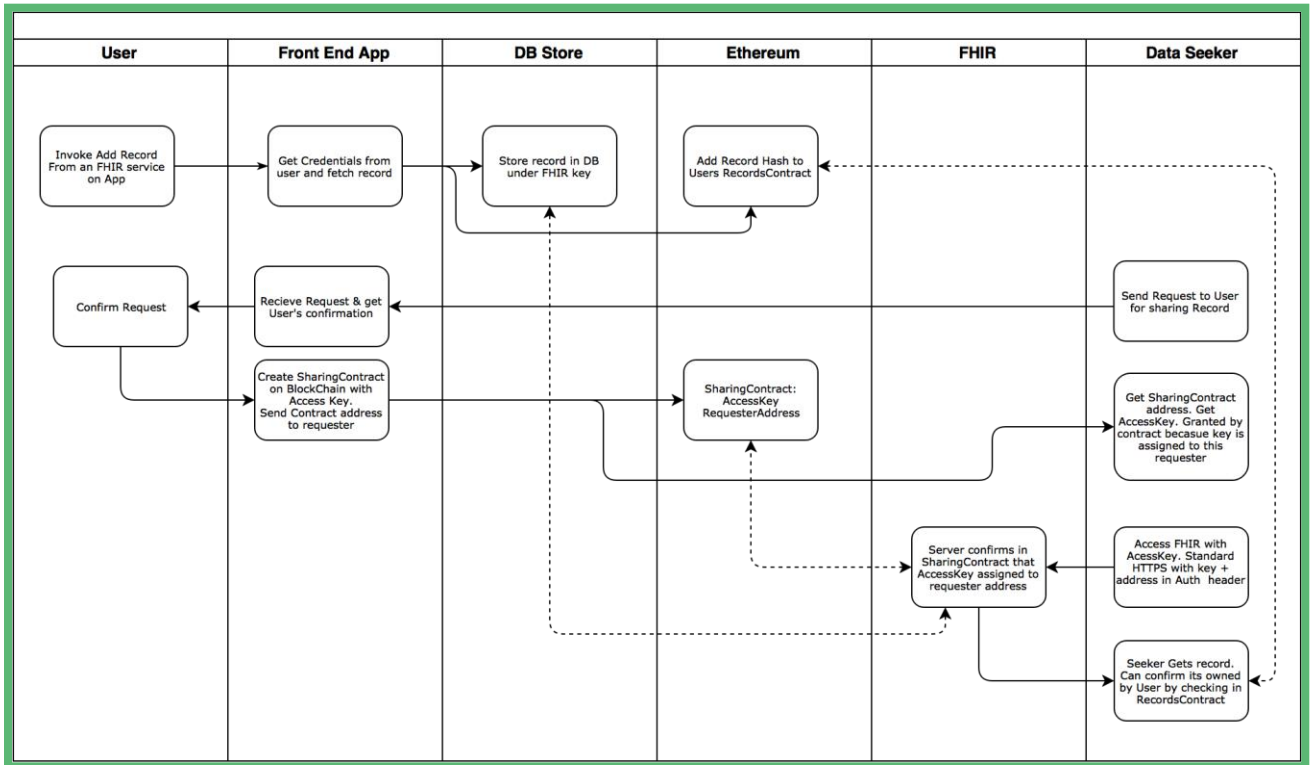 User
Front End App
DB Store
Ethereum
FHIR
Data Seeker
Invoke Add Record
From an FHIR service
on App
Get Credentials from
user and fetch record
Store record in DB
under FHIR key
Add Record Hash to
Users RecordsContract
Confirm Request
Recieve Request & get
User's confirmation
Send Request to User
for sharing Record
Create SharingContract
on BlockChain with
Access Key.
Send Contract address
to requester
SharingContract:
AccessKey
RequesterAddress
Get SharingContract
address. Get
AccessKey. Granted by
contract becasue key is
assigned to this
requester
Server confirms in
SharingContract that
AccessKey assigned to
requester address
Access FHIR with
AcessKey. Standard
HTTPS with key +
address in Auth header
Seeker Gets record.
Can confirm its owned
by User by checking in
RecordsContract